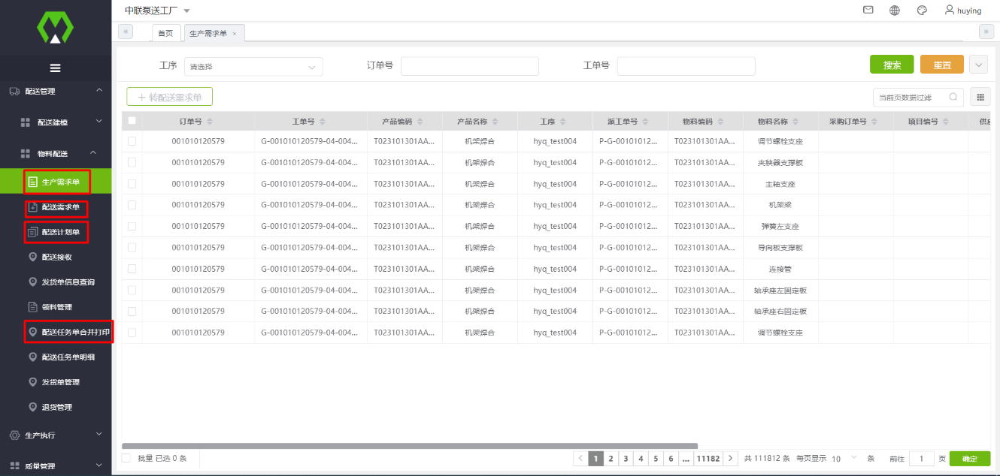 中联泵送工厂
huying
首页
生产需求单 ×
工序 请选择 订单号 工单号 搜索 重置
转配送需求单
当前页数据过滤
配送管理
配送建模
物料配送
生产需求单
配送需求单
配送计划单
配送接收
发货单信息查询
领料管理
配送任务单合并打印
配送任务单明细
发货单管理
退货管理
生产执行
质量管理
订单号 工单号 产品编码 产品名称 工序 派工单号 物料编码 物料名称 采购订单号 项目编号 供应
001010120579 G-001010120579-04-004... T023101301AA... 机架焊合 hyq_test004 P-G-00101012... T023101301AA... 调节螺栓支座
001010120579 G-001010120579-04-004... T023101301AA... 机架焊合 hyq_test004 P-G-00101012... T023101301AA... 夹秧器支撑板
001010120579 G-001010120579-04-004... T023101301AA... 机架焊合 hyq_test004 P-G-00101012... T023101301AA... 主轴支座
001010120579 G-001010120579-04-004... T023101301AA... 机架焊合 hyq_test004 P-G-00101012... T023101301AA... 机架梁
001010120579 G-001010120579-04-004... T023101301AA... 机架焊合 hyq_test004 P-G-00101012... T023101301AA... 弹簧左支座
001010120579 G-001010120579-04-004... T023101301AA... 机架焊合 hyq_test004 P-G-00101012... T023101301AA... 导向板支撑板
001010120579 G-001010120579-04-004... T023101301AA... 机架焊合 hyq_test004 P-G-00101012... T023101301AA... 连接管
001010120579 G-001010120579-04-004... T023101301AA... 机架焊合 hyq_test004 P-G-00101012... T023101301AA... 轴承座左固定板
001010120579 G-001010120579-04-004... T023101301AA... 机架焊合 hyq_test004 P-G-00101012... T023101301AA... 轴承座右固定板
001010120579 G-001010120579-04-004... T023101301AA... 机架焊合 hyq_test004 P-G-00101012... T023101301AA... 调节螺栓支座
批量 已选 0 条 1 2 3 4 5 6 ... 11182 共 111812 条 每页显示 10 条 前往 1 页 确定